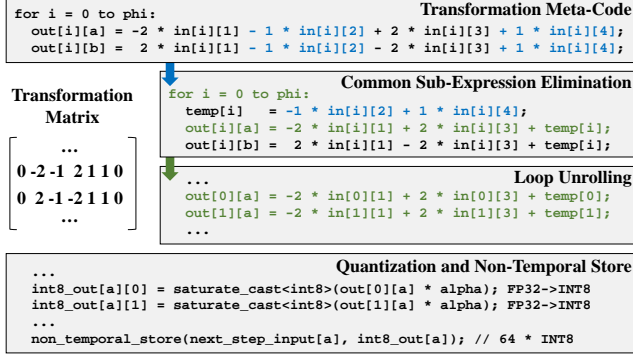 Transformation Meta-Code
for i = 0 to phi:
out[i][a] = -2 * in[i][1] - 1 * in[i][2] + 2 * in[i][3] + 1 * in[i][4];
out[i][b] =  2 * in[i][1] - 1 * in[i][2] - 2 * in[i][3] + 1 * in[i][4];
Common Sub-Expression Elimination
for i = 0 to phi:
temp[i]   = -1 * in[i][2] + 1 * in[i][4];
out[i][a] = -2 * in[i][1] + 2 * in[i][3] + temp[i];
out[i][b] =  2 * in[i][1] - 2 * in[i][3] + temp[i];
Transformation
Matrix
...
0 -2 -1  2 1 1 0
0  2 -1 -2 1 1 0
...
Loop Unrolling
...
out[0][a] = -2 * in[0][1] + 2 * in[0][3] + temp[0];
out[1][a] = -2 * in[1][1] + 2 * in[1][3] + temp[1];
...
Quantization and Non-Temporal Store
...
int8_out[a][0] = saturate_cast<int8>(out[0][a] * alpha); FP32->INT8
int8_out[a][1] = saturate_cast<int8>(out[1][a] * alpha); FP32->INT8
...
non_temporal_store(next_step_input[a], int8_out[a]); // 64 * INT8